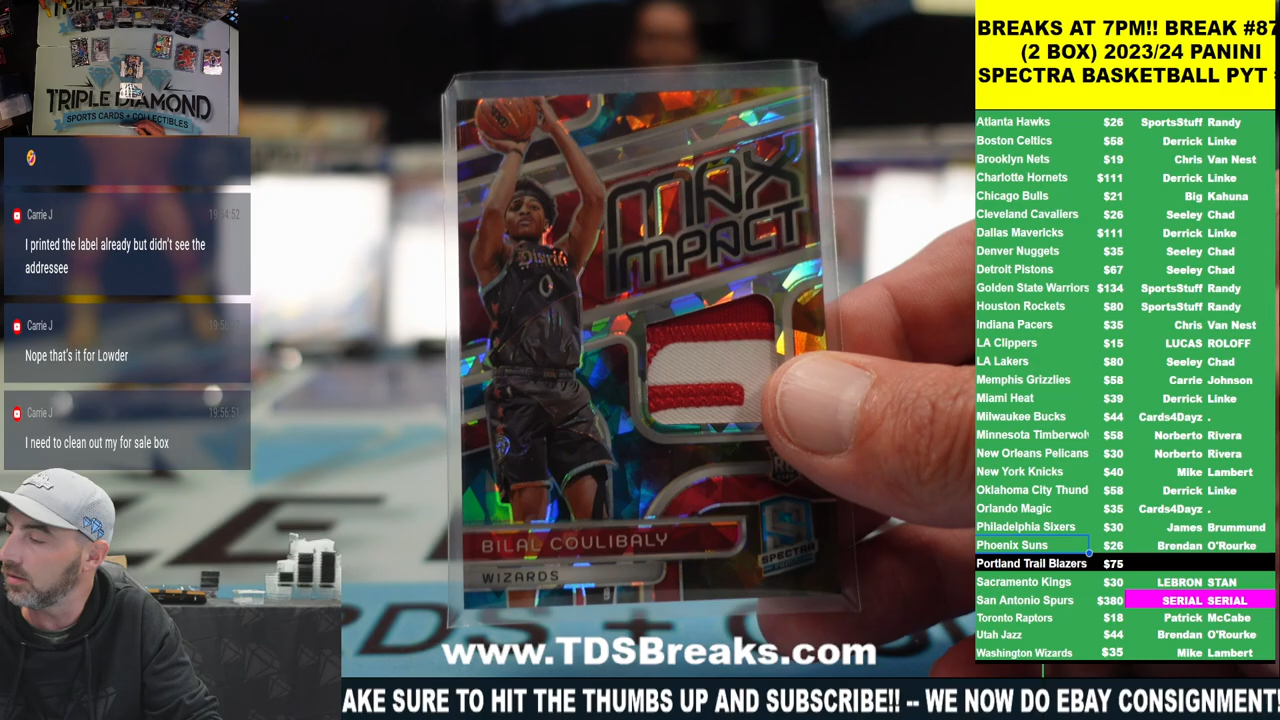 TRIPLE DIAMOND
SPORTS CARDS + COLLECTIBLES
Carrie J 19:54:52
I printed the label already but didn't see the
addressee
Carrie J
Nope that's it for Lowder
Carrie J 19:56:51
I need to clean out my for sale box
MAX
IMPACT
District
0
BILAL COULIBALY
WIZARDS
SPECTRA
www.TDSBreaks.com
AKE SURE TO HIT THE THUMBS UP AND SUBSCRIBE!! -- WE NOW DO EBAY CONSIGNMENT!
BREAKS AT 7PM!! BREAK #87
(2 BOX) 2023/24 PANINI
SPECTRA BASKETBALL PYT
Atlanta Hawks $26 SportsStuff Randy
Boston Celtics $58 Derrick Linke
Brooklyn Nets $19 Chris Van Nest
Charlotte Hornets $111 Derrick Linke
Chicago Bulls $21 Big Kahuna
Cleveland Cavaliers $26 Seeley Chad
Dallas Mavericks $111 Derrick Linke
Denver Nuggets $35 Seeley Chad
Detroit Pistons $67 Seeley Chad
Golden State Warriors $134 SportsStuff Randy
Houston Rockets $80 SportsStuff Randy
Indiana Pacers $35 Chris Van Nest
LA Clippers $15 LUCAS ROLOFF
LA Lakers $80 Seeley Chad
Memphis Grizzlies $58 Carrie Johnson
Miami Heat $39 Derrick Linke
Milwaukee Bucks $44 Cards4Dayz .
Minnesota Timberwolv $58 Norberto Rivera
New Orleans Pelicans $30 Norberto Rivera
New York Knicks $40 Mike Lambert
Oklahoma City Thund $58 Derrick Linke
Orlando Magic $35 Cards4Dayz .
Philadelphia Sixers $30 James Brummund
Phoenix Suns $26 Brendan O'Rourke
Portland Trail Blazers $75
Sacramento Kings $30 LEBRON STAN
San Antonio Spurs $380 SERIAL SERIAL
Toronto Raptors $18 Patrick McCabe
Utah Jazz $44 Brendan O'Rourke
Washington Wizards $35 Mike Lambert